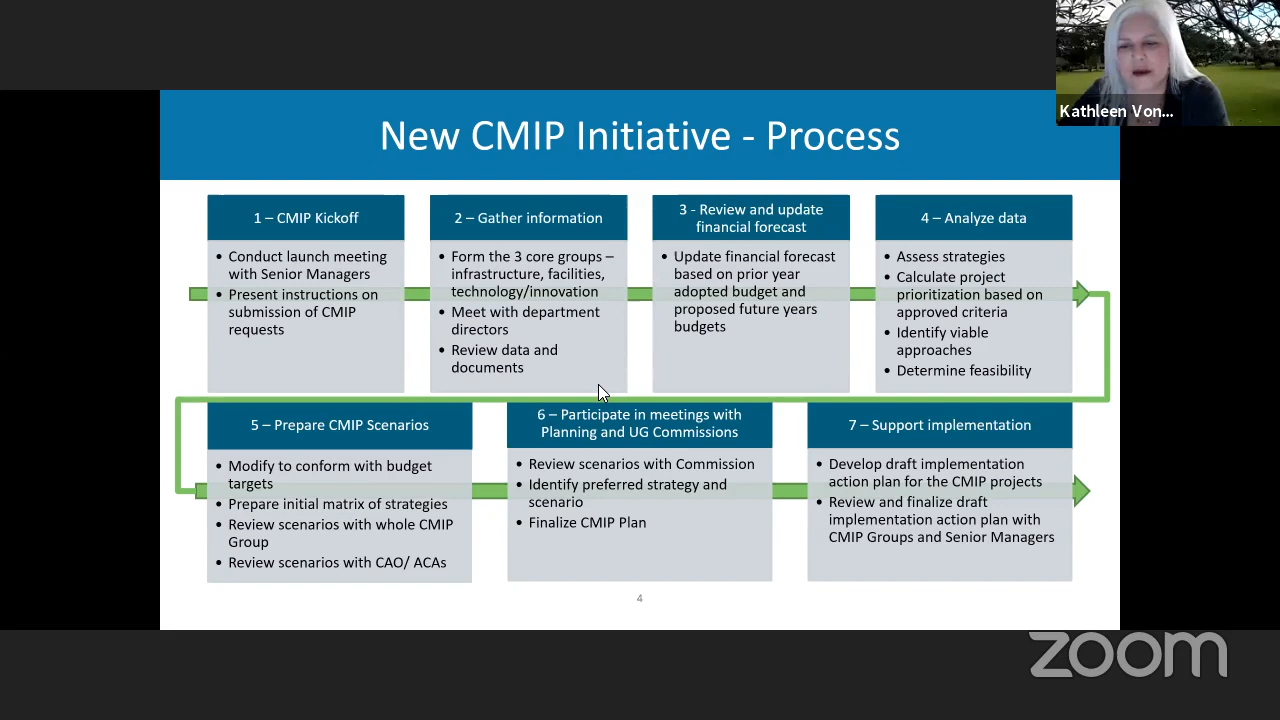 Kathleen Von...
New CMIP Initiative - Process
1 – CMIP Kickoff
• Conduct launch meeting
with Senior Managers
• Present instructions on
submission of CMIP
requests
2 – Gather information
• Form the 3 core groups –
infrastructure, facilities,
technology/innovation
• Meet with department
directors
• Review data and
documents
3 - Review and update
financial forecast
• Update financial forecast
based on prior year
adopted budget and
proposed future years
budgets
4 – Analyze data
• Assess strategies
• Calculate project
prioritization based on
approved criteria
• Identify viable
approaches
• Determine feasibility
5 – Prepare CMIP Scenarios
• Modify to conform with budget
targets
• Prepare initial matrix of strategies
• Review scenarios with whole CMIP
Group
• Review scenarios with CAO/ ACAs
6 – Participate in meetings with
Planning and UG Commissions
• Review scenarios with Commission
• Identify preferred strategy and
scenario
• Finalize CMIP Plan
7 – Support implementation
• Develop draft implementation
action plan for the CMIP projects
• Review and finalize draft
implementation action plan with
CMIP Groups and Senior Managers
4
zoom